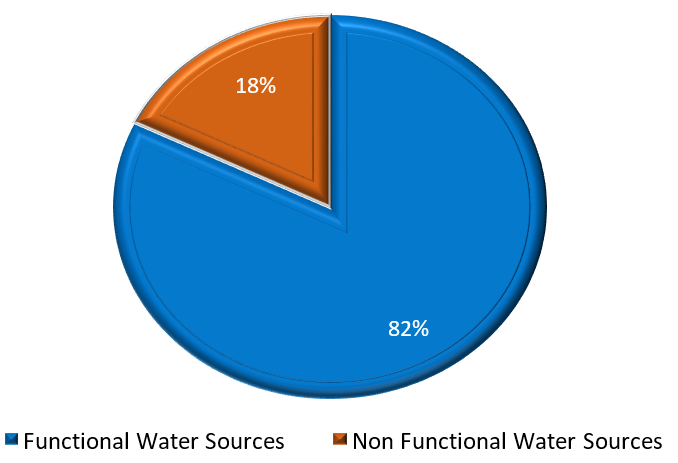 18%
82%
Functional Water Sources
Non Functional Water Sources